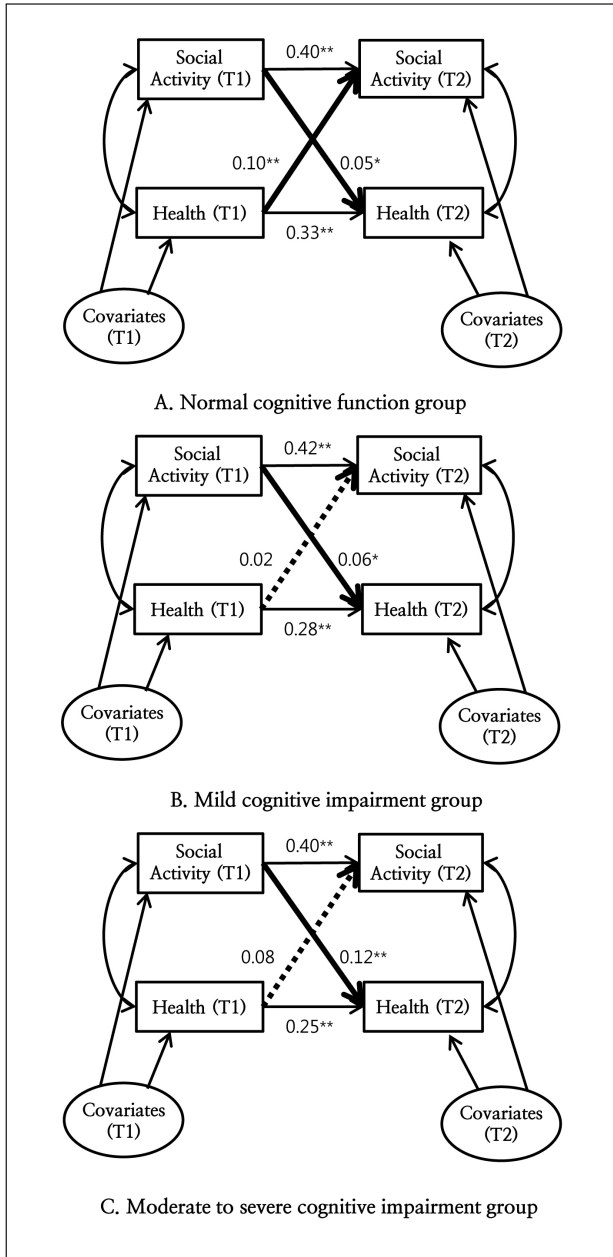 Social
Activity (T1)
0.40**
Social
Activity (T2)
0.10**
0.05*
Health (T1)
0.33**
Health (T2)
Covariates
(T1)
Covariates
(T2)
A. Normal cognitive function group
Social
Activity (T1)
0.42**
Social
Activity (T2)
0.02
0.06*
Health (T1)
0.28**
Health (T2)
Covariates
(T1)
Covariates
(T2)
B. Mild cognitive impairment group
Social
Activity (T1)
0.40**
Social
Activity (T2)
0.08
0.12**
Health (T1)
0.25**
Health (T2)
Covariates
(T1)
Covariates
(T2)
C. Moderate to severe cognitive impairment group